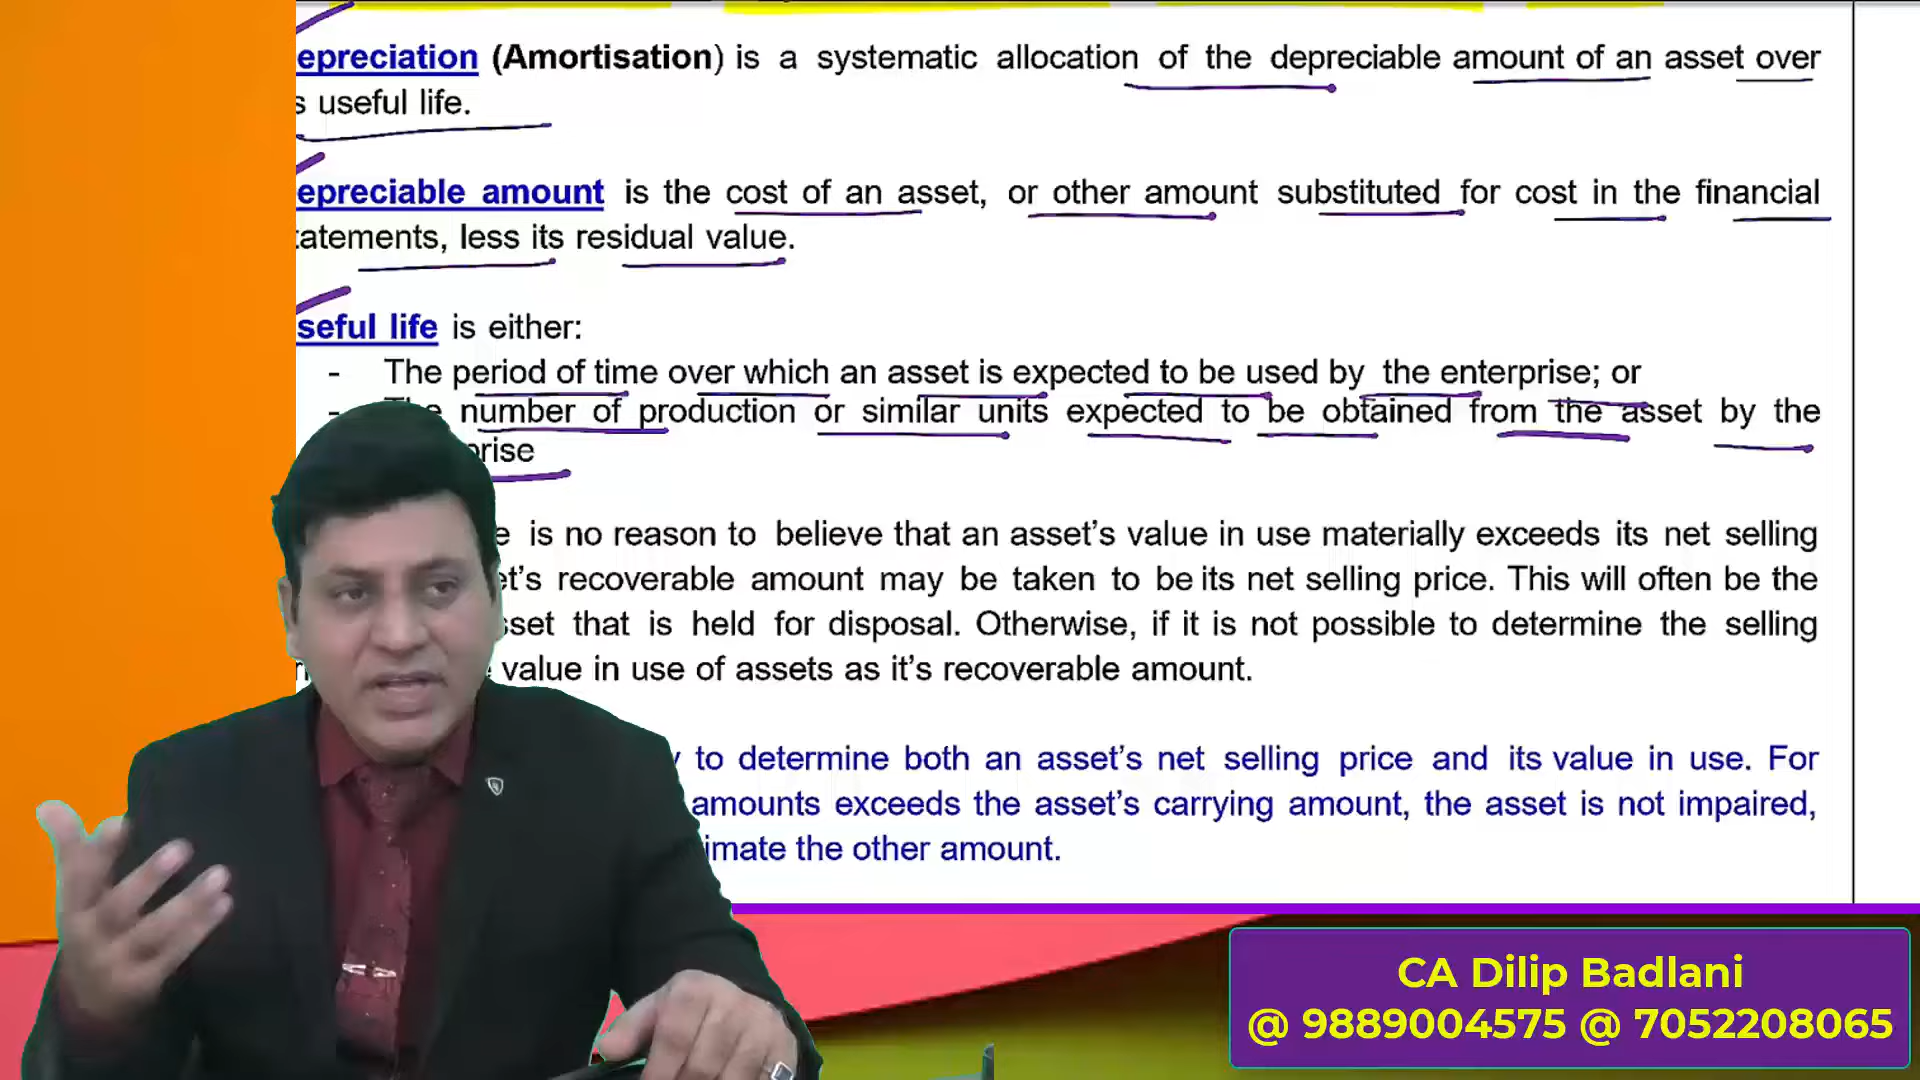 epreciation (Amortisation) is a systematic allocation of the depreciable amount of an asset over
s useful life.
epreciable amount is the cost of an asset, or other amount substituted for cost in the financial
tatements, less its residual value.
seful life is either:
- The period of time over which an asset is expected to be used by the enterprise; or
- The number of production or similar units expected to be obtained from the asset by the
prise
e is no reason to believe that an asset’s value in use materially exceeds its net selling
et’s recoverable amount may be taken to be its net selling price. This will often be the
sset that is held for disposal. Otherwise, if it is not possible to determine the selling
value in use of assets as it’s recoverable amount.
y to determine both an asset’s net selling price and its value in use. For
amounts exceeds the asset’s carrying amount, the asset is not impaired,
imate the other amount.
CA Dilip Badlani
@ 9889004575 @ 7052208065